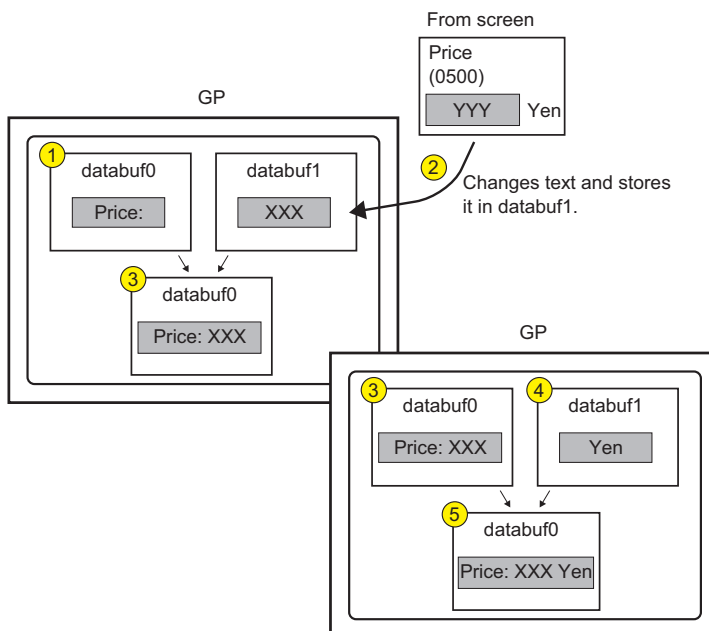 From screen
Price
(0500)
YYY Yen
GP
1
databuf0
Price:
databuf1
XXX
2
Changes text and stores
it in databuf1.
3
databuf0
Price: XXX
GP
3
databuf0
Price: XXX
4
databuf1
Yen
5
databuf0
Price: XXX Yen